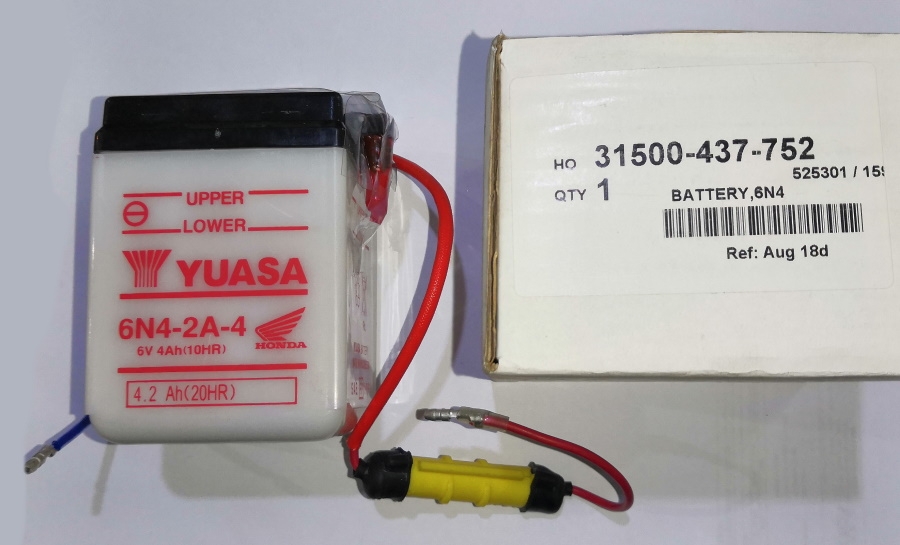 UPPER
LOWER
YUASA
6N4-2A-4
HONDA
6V 4Ah(10HR)
4.2 Ah(20HR)
HO 31500-437-752
525301 / 15
QTY 1
BATTERY,6N4
Ref: Aug 18d